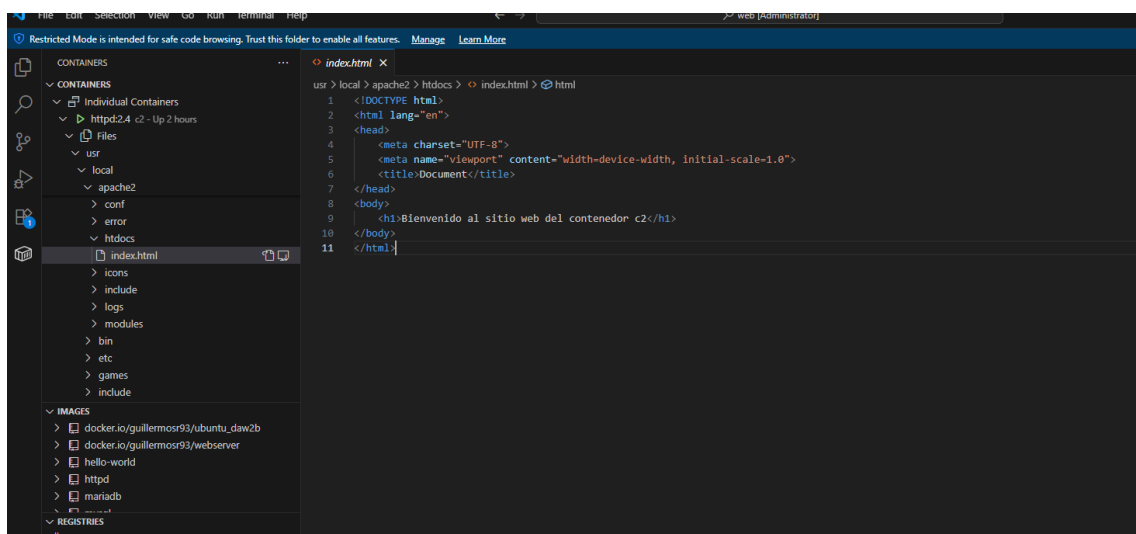 File Edit Selection View Go Run Terminal Help
web [Administrator]
Restricted Mode is intended for safe code browsing. Trust this folder to enable all features. Manage Learn More
CONTAINERS
CONTAINERS
Individual Containers
httpd:2.4 c2 - Up 2 hours
Files
usr
local
apache2
conf
error
htdocs
index.html
icons
include
logs
modules
bin
etc
games
include
IMAGES
docker.io/guillermosr93/ubuntu_daw2b
docker.io/guillermosr93/webserver
hello-world
httpd
mariadb
REGISTRIES
1
index.html
usr > local > apache2 > htdocs > index.html > html
1 <!DOCTYPE html>
2 <html lang="en">
3 <head>
4 <meta charset="UTF-8">
5 <meta name="viewport" content="width=device-width, initial-scale=1.0">
6 <title>Document</title>
7 </head>
8 <body>
9 <h1>Bienvenido al sitio web del contenedor c2</h1>
10 </body>
11 </html>